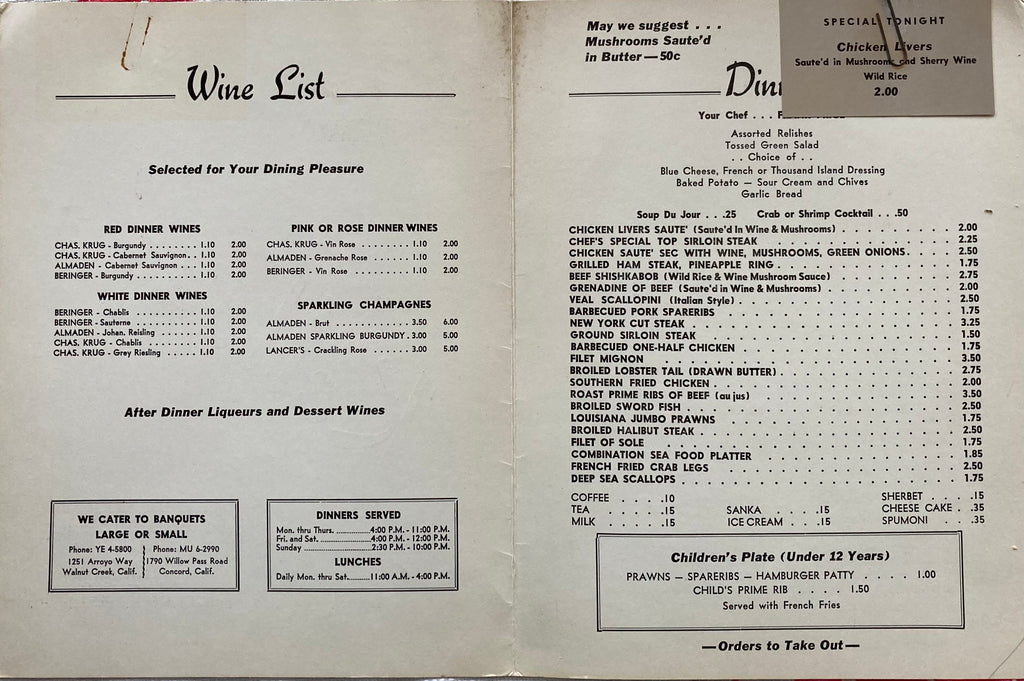 Wine List
Selected for Your Dining Pleasure
RED DINNER WINES
CHAS. KRUG - Burgundy . . . . . . . . 1.10 2.00
CHAS. KRUG - Cabernet Sauvignon . . 1.10 2.00
ALMADEN - Cabernet Sauvignon . . . 1.10 2.00
BERINGER - Burgundy . . . . . . . . 1.10 2.00
WHITE DINNER WINES
BERINGER - Chablis . . . . . . . . . 1.10 2.00
BERINGER - Sauterne . . . . . . . . 1.10 2.00
ALMADEN - Johan. Reisling . . . . . 1.10 2.00
CHAS. KRUG - Chablis . . . . . . . . 1.10 2.00
CHAS. KRUG - Grey Riesling . . . . . 1.10 2.00
PINK OR ROSE DINNER WINES
CHAS. KRUG - Vin Rose . . . . . . . 1.10 2.00
ALMADEN - Grenache Rose . . . . . 1.10 2.00
BERINGER - Vin Rose . . . . . . . . 1.10 2.00
SPARKLING CHAMPAGNES
ALMADEN - Brut . . . . . . . . . . . 3.50 6.00
ALMADEN SPARKLING BURGUNDY . 3.00 5.00
LANCER'S - Crackling Rose . . . . . . 3.00 5.00
After Dinner Liqueurs and Dessert Wines
WE CATER TO BANQUETS
LARGE OR SMALL
Phone: YE 4-5800 Phone: MU 6-2990
1251 Arroyo Way 1790 Willow Pass Road
Walnut Creek, Calif. Concord, Calif.
DINNERS SERVED
Mon. thru Thurs. 4:00 P.M. - 11:00 P.M.
Fri. and Sat. 4:00 P.M. - 12:00 P.M.
Sunday 2:30 P.M. - 10:00 P.M.
LUNCHES
Daily Mon. thru Sat. 11:00 A.M. - 4:00 P.M.
May we suggest . . .
Mushrooms Saute'd
in Butter — 50c
SPECIAL TONIGHT
Chicken Livers
Saute'd in Mushrooms and Sherry Wine
Wild Rice
2.00
Your Chef . . .
Assorted Relishes
Tossed Green Salad
. . Choice of . .
Blue Cheese, French or Thousand Island Dressing
Baked Potato — Sour Cream and Chives
Garlic Bread
Soup Du Jour . . .25 Crab or Shrimp Cocktail . . .50
CHICKEN LIVERS SAUTE' (Saute'd In Wine & Mushrooms) . . . 2.00
CHEF'S SPECIAL TOP SIRLOIN STEAK . . . 2.25
CHICKEN SAUTE' SEC WITH WINE, MUSHROOMS, GREEN ONIONS . . . 2.50
GRILLED HAM STEAK, PINEAPPLE RING . . . 1.75
BEEF SHISHKABOB (Wild Rice & Wine Mushroom Sauce) . . . 2.75
GRENADINE OF BEEF (Saute'd in Wine & Mushrooms) . . . 2.00
VEAL SCALLOPINI (Italian Style) . . . 2.50
BARBECUED PORK SPARERIBS . . . 1.75
NEW YORK CUT STEAK . . . 3.25
GROUND SIRLOIN STEAK . . . 1.50
BARBECUED ONE-HALF CHICKEN . . . 1.75
FILET MIGNON . . . 3.50
BROILED LOBSTER TAIL (DRAWN BUTTER) . . . 2.75
SOUTHERN FRIED CHICKEN . . . 2.00
ROAST PRIME RIBS OF BEEF (au jus) . . . 3.50
BROILED SWORD FISH . . . 2.50
LOUISIANA JUMBO PRAWNS . . . 1.75
BROILED HALIBUT STEAK . . . 2.50
FILET OF SOLE . . . 1.75
COMBINATION SEA FOOD PLATTER . . . 1.85
FRENCH FRIED CRAB LEGS . . . 2.50
DEEP SEA SCALLOPS . . . 1.75
COFFEE . . . . .10 SHERBET . . . .15
TEA . . . . . .15 SANKA . . . .15 CHEESE CAKE . .35
MILK . . . . .15 ICE CREAM . . .15 SPUMONI . . . .35
Children's Plate (Under 12 Years)
PRAWNS — SPARERIBS — HAMBURGER PATTY . . . . 1.00
CHILD'S PRIME RIB . . . . 1.50
Served with French Fries
— Orders to Take Out —